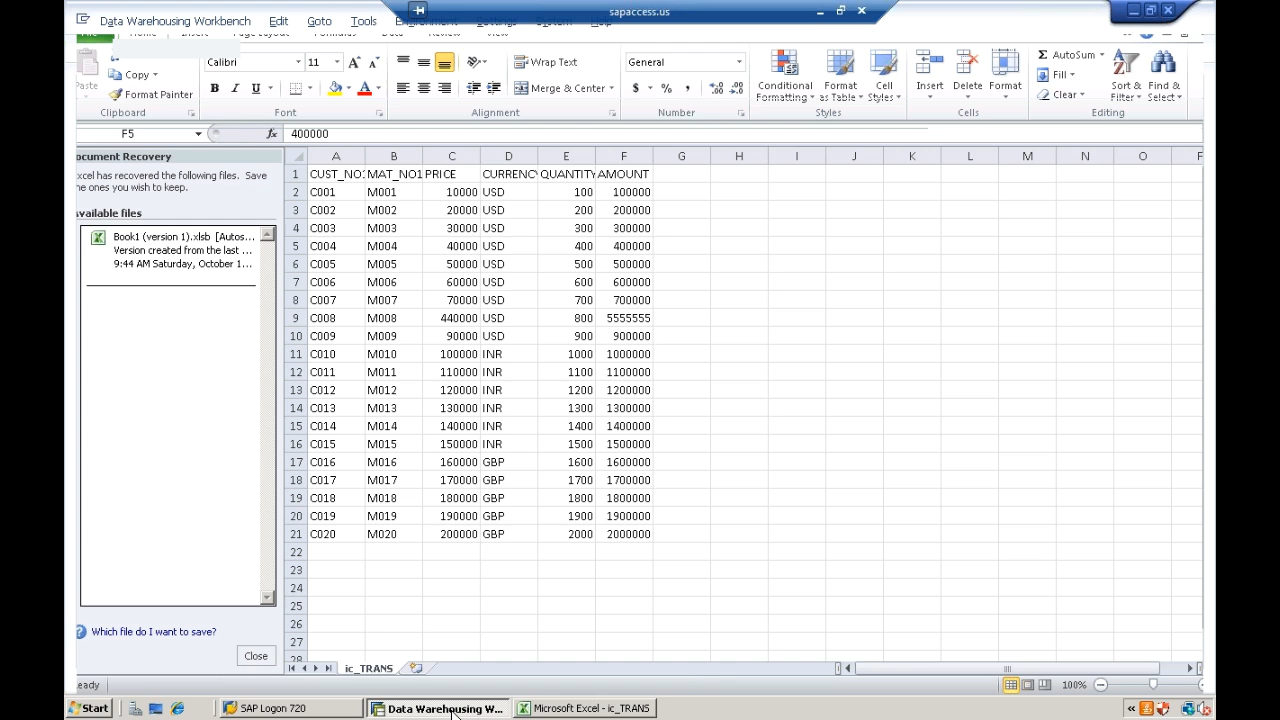 sapaccess.us
Data Warehousing Workbench Edit Goto Tools
Calibri 11 Wrap Text General AutoSum
Copy Fill
Format Painter Merge & Center $ % , Conditional Formatting Format as Table Cell Styles Insert Delete Format Clear Sort & Filter Find & Select
B I U A
Clipboard Font Alignment Number Styles Cells Editing
F5 fx 400000
ocument Recovery
xcel has recovered the following files. Save
he ones you wish to keep.
vailable files
Book1 (version 1).xlsb [Autos...
Version created from the last ...
9:44 AM Saturday, October 1...
Which file do I want to save?
Close
A B C D E F G H I J K L M N O
1 CUST_NO1 MAT_NO1 PRICE CURRENC QUANTITY AMOUNT
2 C001 M001 10000 USD 100 100000
3 C002 M002 20000 USD 200 200000
4 C003 M003 30000 USD 300 300000
5 C004 M004 40000 USD 400 400000
6 C005 M005 50000 USD 500 500000
7 C006 M006 60000 USD 600 600000
8 C007 M007 70000 USD 700 700000
9 C008 M008 440000 USD 800 5555555
10 C009 M009 90000 USD 900 900000
11 C010 M010 100000 INR 1000 1000000
12 C011 M011 110000 INR 1100 1100000
13 C012 M012 120000 INR 1200 1200000
14 C013 M013 130000 INR 1300 1300000
15 C014 M014 140000 INR 1400 1400000
16 C015 M015 150000 INR 1500 1500000
17 C016 M016 160000 GBP 1600 1600000
18 C017 M017 170000 GBP 1700 1700000
19 C018 M018 180000 GBP 1800 1800000
20 C019 M019 190000 GBP 1900 1900000
21 C020 M020 200000 GBP 2000 2000000
22
23
24
25
26
27
28
ic_TRANS
eady 100%
Start SAP Logon 720 Data Warehousing W... Microsoft Excel - ic_TRANS